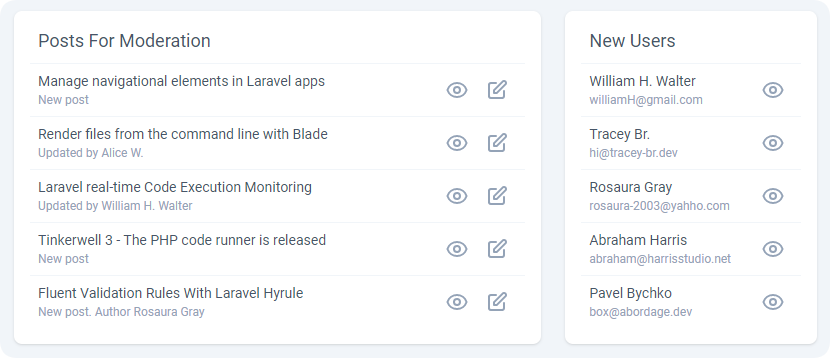 Posts For Moderation
Manage navigational elements in Laravel apps
New post
Render files from the command line with Blade
Updated by Alice W.
Laravel real-time Code Execution Monitoring
Updated by William H. Walter
Tinkerwell 3 - The PHP code runner is released
New post
Fluent Validation Rules With Laravel Hyrule
New post. Author Rosaura Gray
New Users
William H. Walter
williamH@gmail.com
Tracey Br.
hi@tracey-br.dev
Rosaura Gray
rosaura-2003@yahho.com
Abraham Harris
abraham@harrisstudio.net
Pavel Bychko
box@abordage.dev